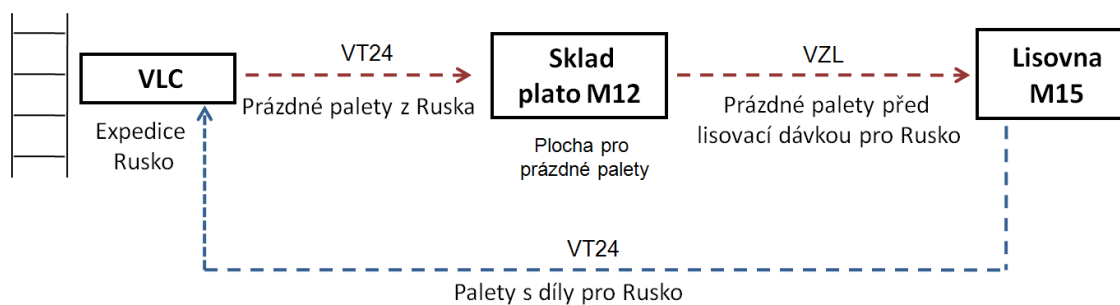 VLC
Expedice
Rusko
VT24
Prázdné palety z Ruska
Sklad
plato M12
Plocha pro
prázdné palety
VZL
Prázdné palety před
lisovací dávkou pro Rusko
Lisovna
M15
VT24
Palety s díly pro Rusko